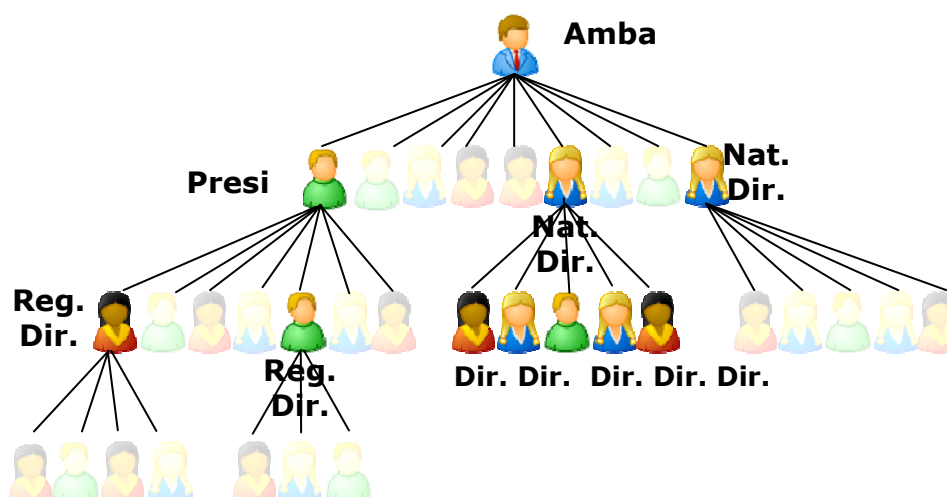 Amba
Presi
Nat.
Dir.
Nat.
Dir.
Reg.
Dir.
Reg.
Dir.
Dir. Dir. Dir. Dir. Dir.